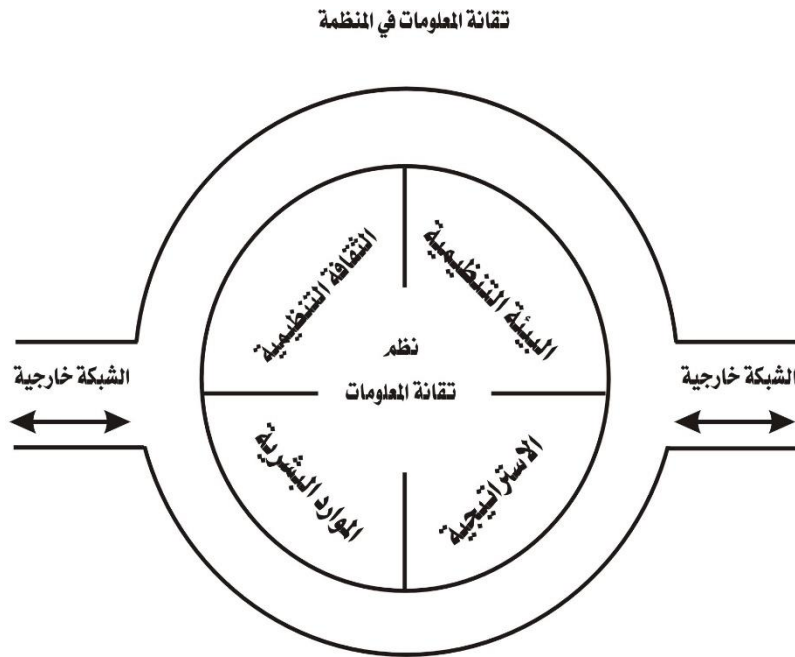 تقانة المعلومات في المنظمة
البيئة التنظيمية
الثقافة التنظيمية
نظم
تقانة المعلومات
الشبكة خارجية
الشبكة خارجية
الاستراتيجية
الموارد البشرية